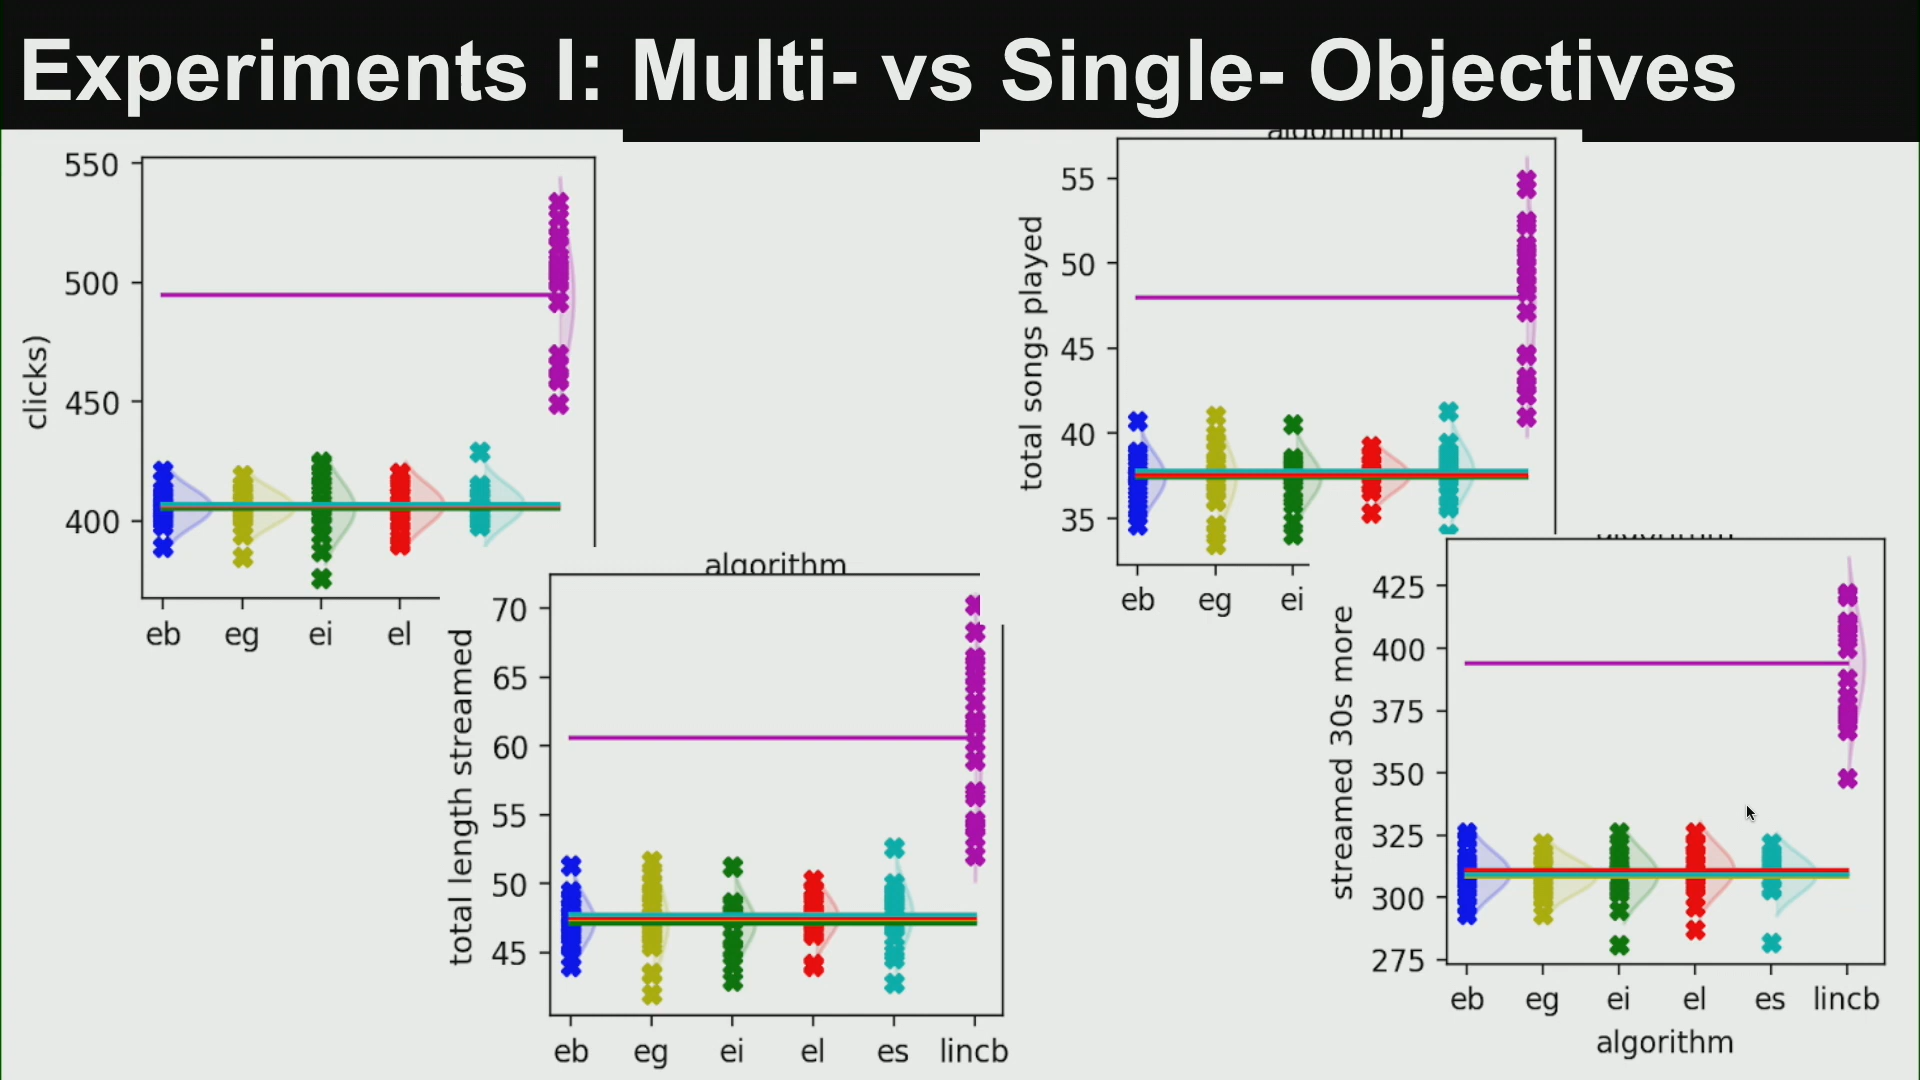 Experiments I: Multi- vs Single- Objectives
550
500
450
400
clicks)
eb eg ei el
algorithm
70
65
60
55
50
45
total length streamed
eb eg ei el es lincb
algorithm
55
50
45
40
35
total songs played
eb eg ei
425
400
375
350
325
300
275
streamed 30s more
eb eg ei el es lincb
algorithm